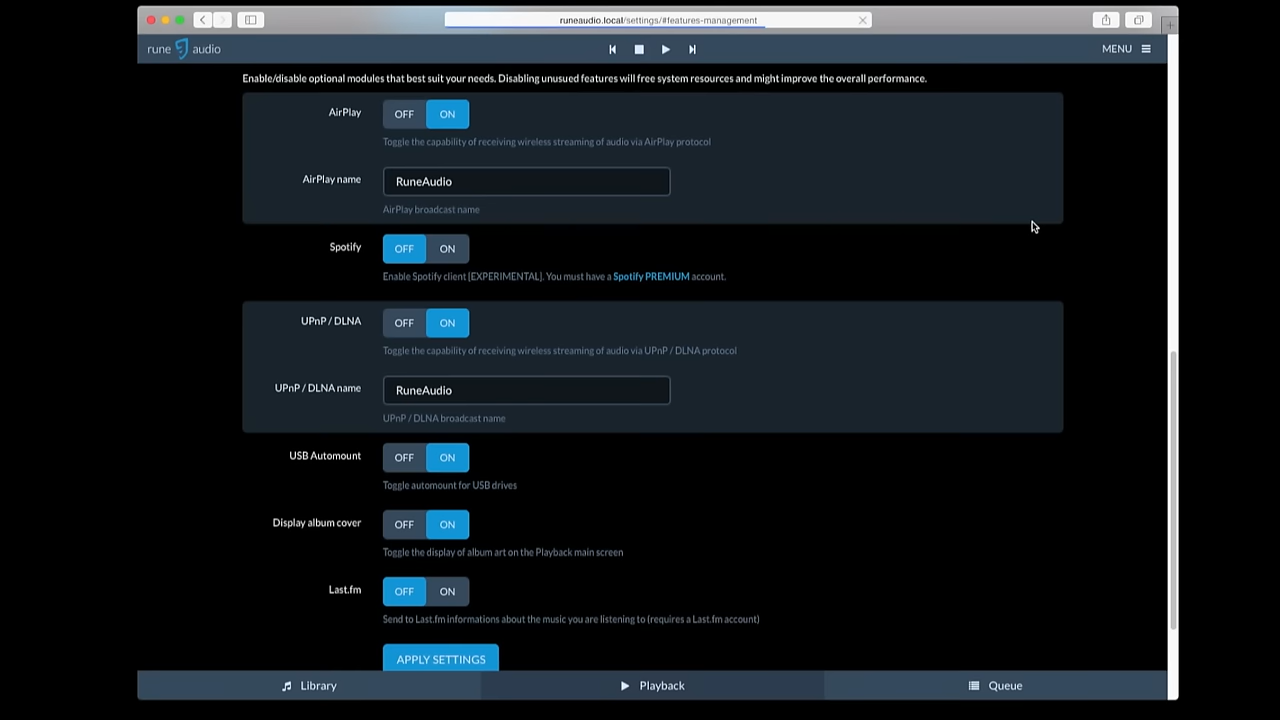 runeaudio.local/settings/#features-management
rune audio
MENU
Enable/disable optional modules that best suit your needs. Disabling unusued features will free system resources and might improve the overall performance.
AirPlay
OFF ON
Toggle the capability of receiving wireless streaming of audio via AirPlay protocol
AirPlay name
RuneAudio
AirPlay broadcast name
Spotify
OFF ON
Enable Spotify client [EXPERIMENTAL]. You must have a Spotify PREMIUM account.
UPnP / DLNA
OFF ON
Toggle the capability of receiving wireless streaming of audio via UPnP / DLNA protocol
UPnP / DLNA name
RuneAudio
UPnP / DLNA broadcast name
USB Automount
OFF ON
Toggle automount for USB drives
Display album cover
OFF ON
Toggle the display of album art on the Playback main screen
Last.fm
OFF ON
Send to Last.fm informations about the music you are listening to (requires a Last.fm account)
APPLY SETTINGS
Library
Playback
Queue